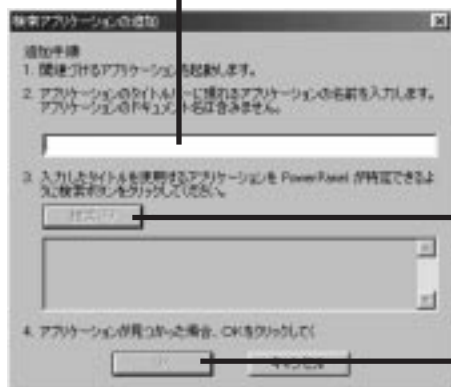 検索アプリケーションの追加
追加手順
1. 関連づけるアプリケーションを起動します。
2. アプリケーションのタイトルバーに現れるアプリケーションの名前を入力します。
アプリケーションのドキュメント名は含みません。
3. 入力したタイトルを使用するアプリケーションを PowerPanel が特定できるよ
うに検索ボタンをクリックしてください。
検索
4. アプリケーションが見つかった場合、OKをクリックして(
キャンセル